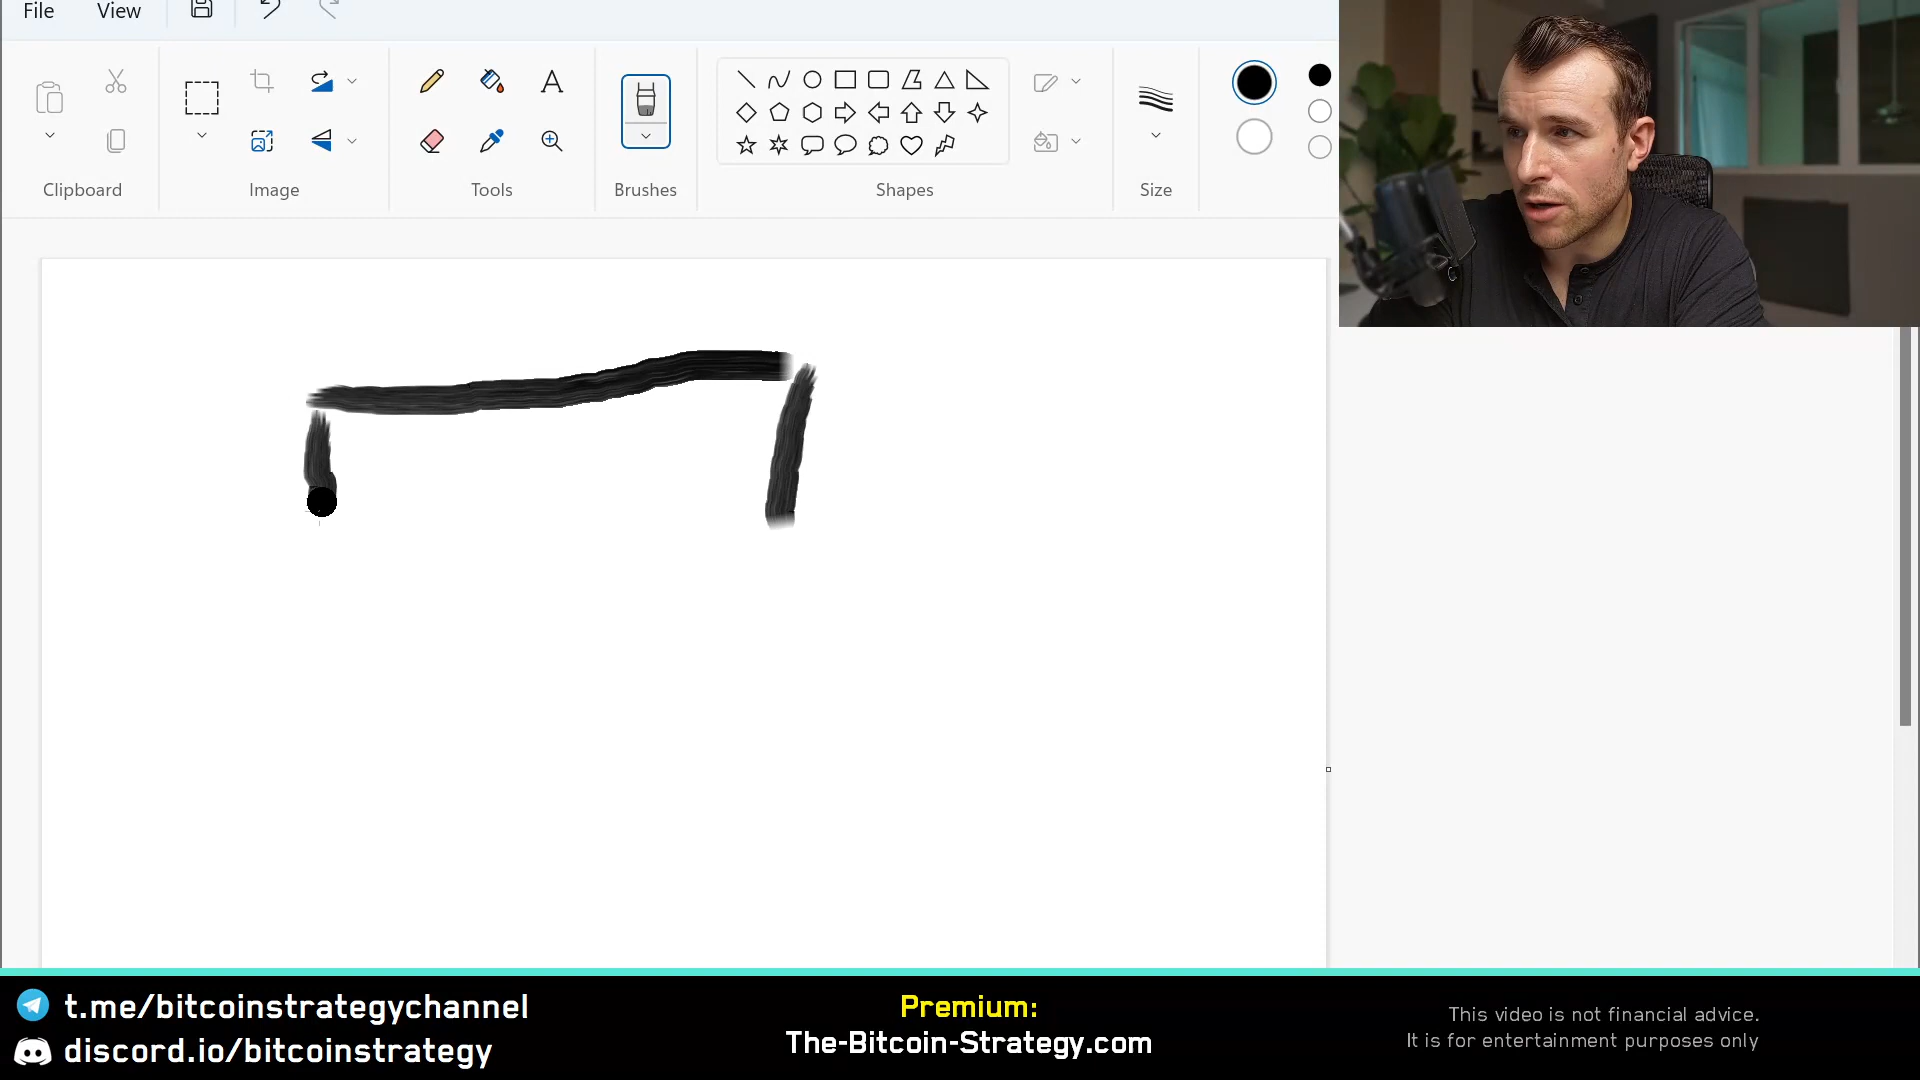 File
View
Clipboard
Image
Tools
Brushes
Shapes
Size
t.me/bitcoinstrategychannel
discord.io/bitcoinstrategy
Premium:
The-Bitcoin-Strategy.com
This video is not financial advice.
It is for entertainment purposes only